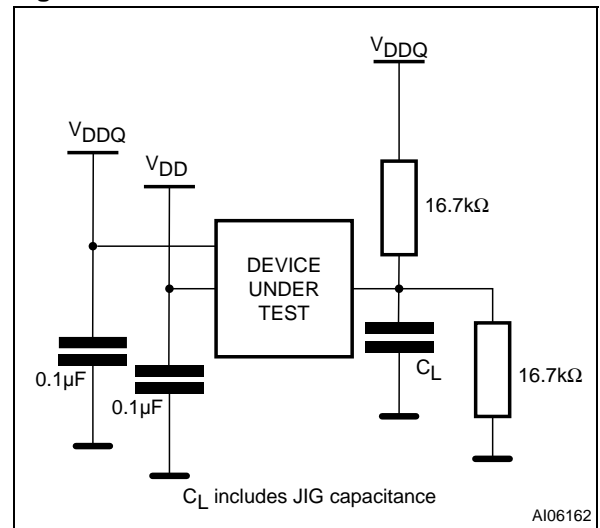 VDDQ
VDDQ
VDD
16.7kΩ
DEVICE
UNDER
TEST
CL
0.1µF
0.1µF
16.7kΩ
CL includes JIG capacitance
AI06162